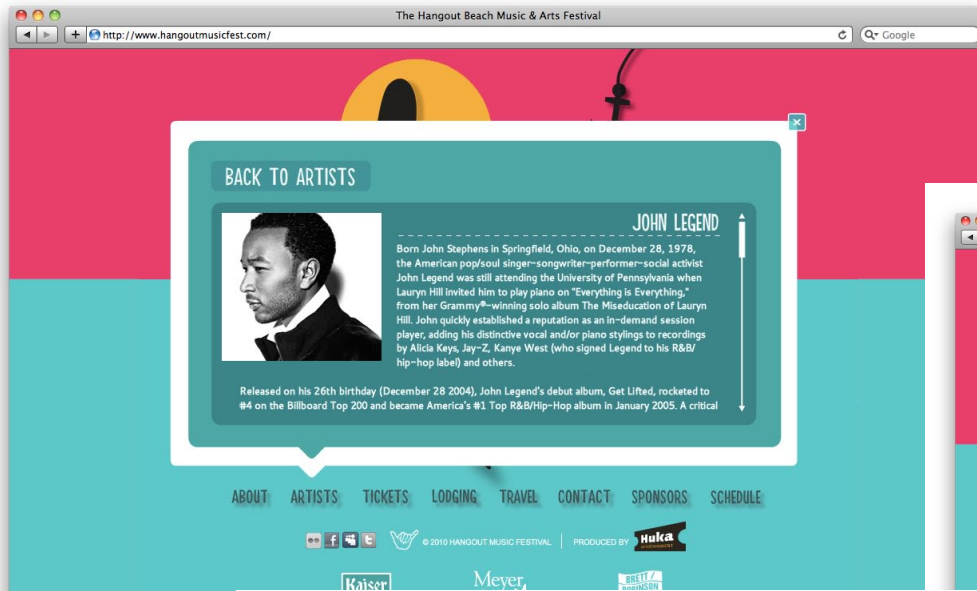 The Hangout Beach Music & Arts Festival
http://www.hangoutmusicfest.com/
Google
BACK TO ARTISTS
JOHN LEGEND
Born John Stephens in Springfield, Ohio, on December 28, 1978,
the American pop/soul singer-songwriter-performer-social activist
John Legend was still attending the University of Pennsylvania when
Lauryn Hill invited him to play piano on "Everything is Everything,"
from her Grammy®-winning solo album The Miseducation of Lauryn
Hill. John quickly established a reputation as an in-demand session
player, adding his distinctive vocal and/or piano stylings to recordings
by Alicia Keys, Jay-Z, Kanye West (who signed Legend to his R&B/
hip-hop label) and others.
Released on his 26th birthday (December 28 2004), John Legend's debut album, Get Lifted, rocketed to
#4 on the Billboard Top 200 and became America's #1 Top R&B/Hip-Hop album in January 2005. A critical
ABOUT ARTISTS TICKETS LODGING TRAVEL CONTACT SPONSORS SCHEDULE
© 2010 HANGOUT MUSIC FESTIVAL | PRODUCED BY Huka
Kaiser Meyer BRETT/
ROBINSON